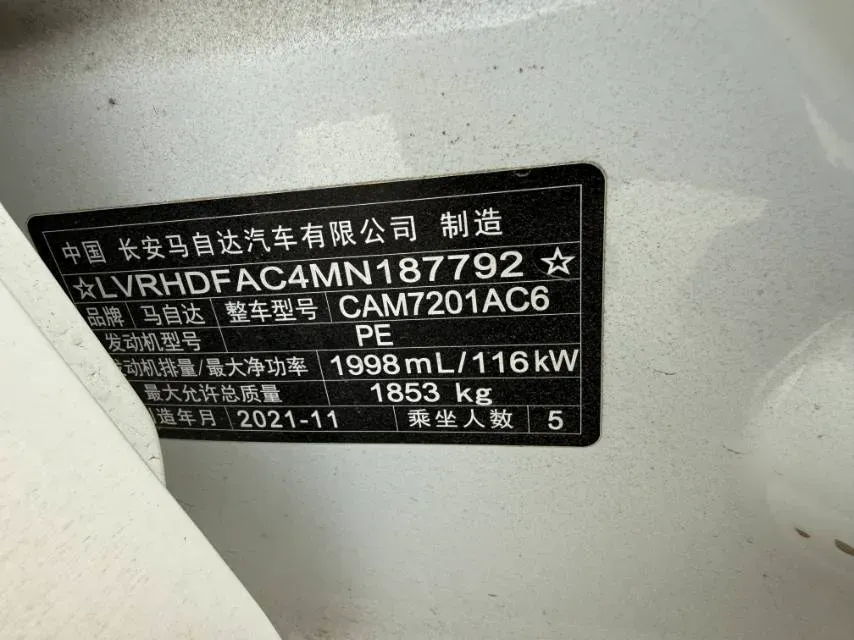 中国 长安马自达汽车有限公司 制造
☆LVRHDFAC4MN187792☆
品牌 马自达 整车型号 CAM7201AC6
发动机型号 PE
发动机排量/最大净功率 1998mL/116kW
最大允许总质量 1853 kg
制造年月 2021-11 乘坐人数 5